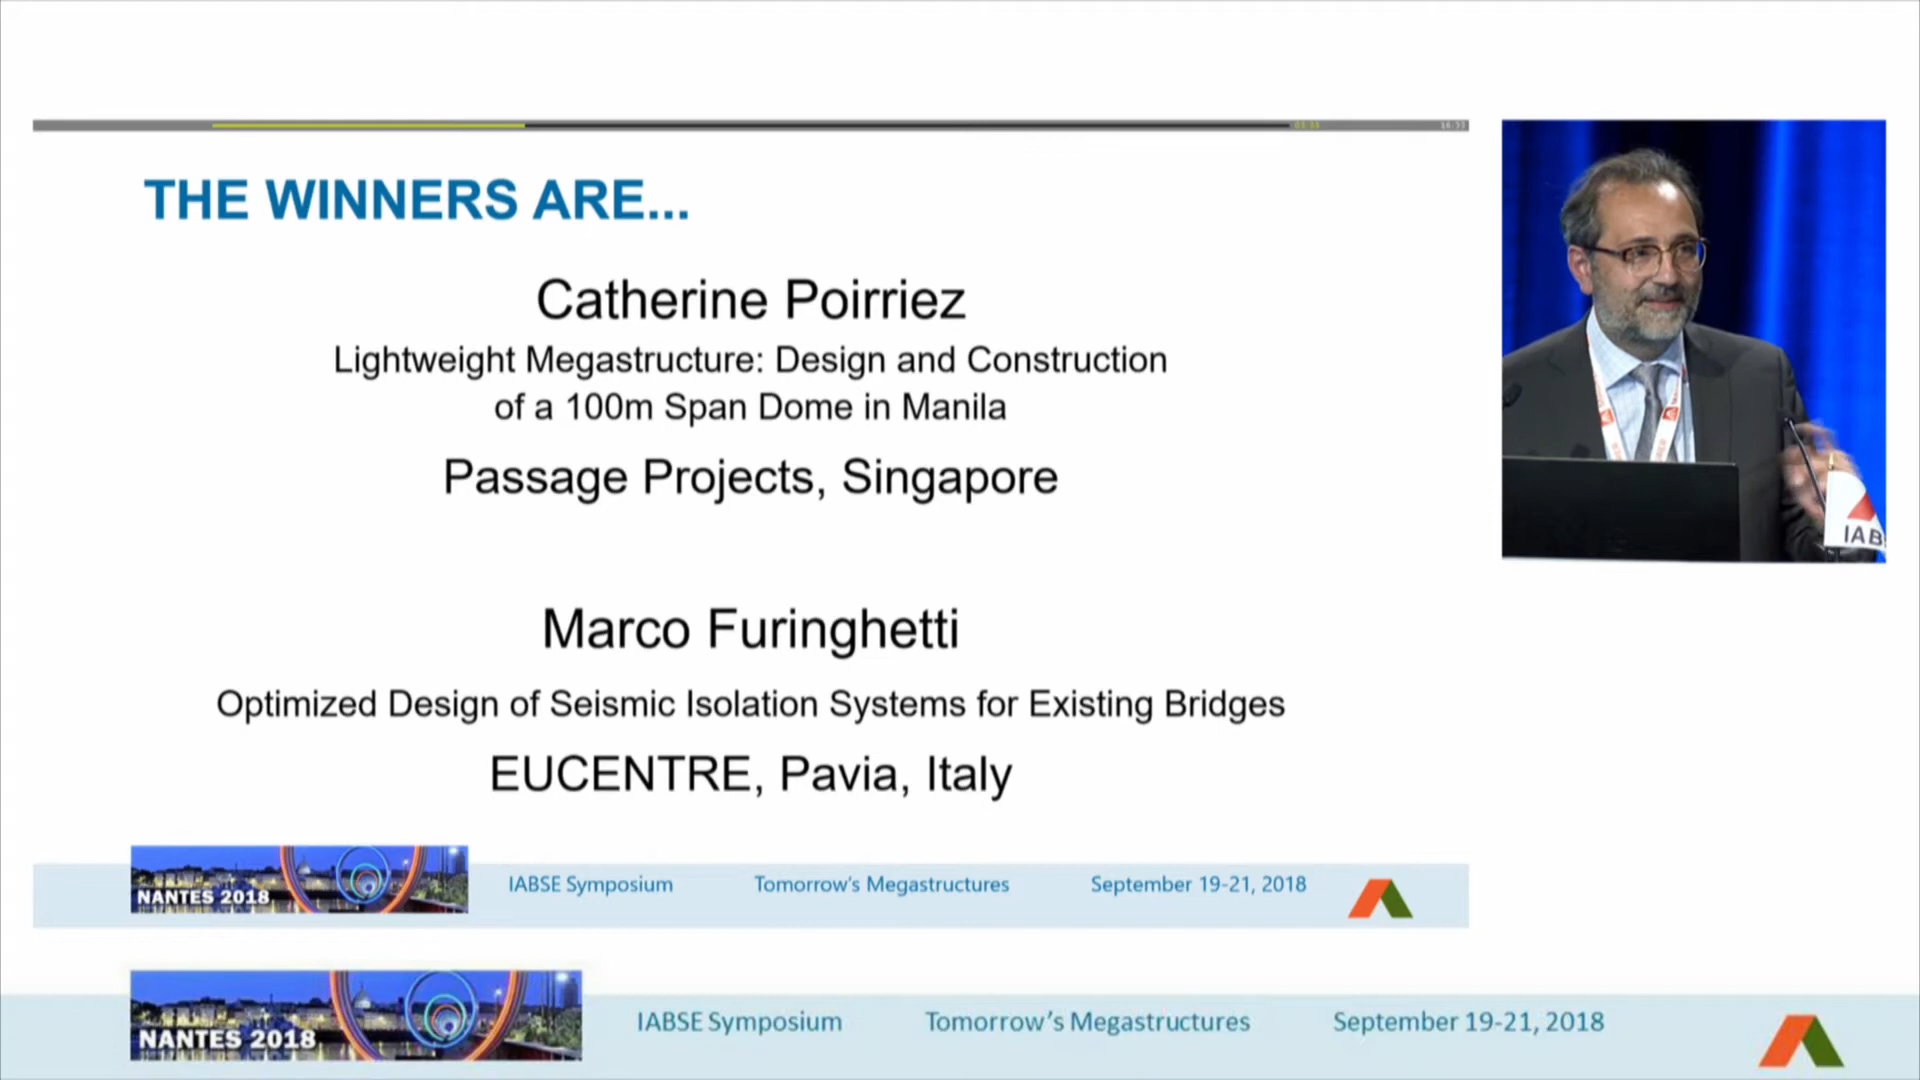 THE WINNERS ARE...
Catherine Poirriez
Lightweight Megastructure: Design and Construction
of a 100m Span Dome in Manila
Passage Projects, Singapore
Marco Furinghetti
Optimized Design of Seismic Isolation Systems for Existing Bridges
EUCENTRE, Pavia, Italy
IAB
NANTES 2018
IABSE Symposium
Tomorrow's Megastructures
September 19-21, 2018
NANTES 2018
IABSE Symposium
Tomorrow's Megastructures
September 19-21, 2018